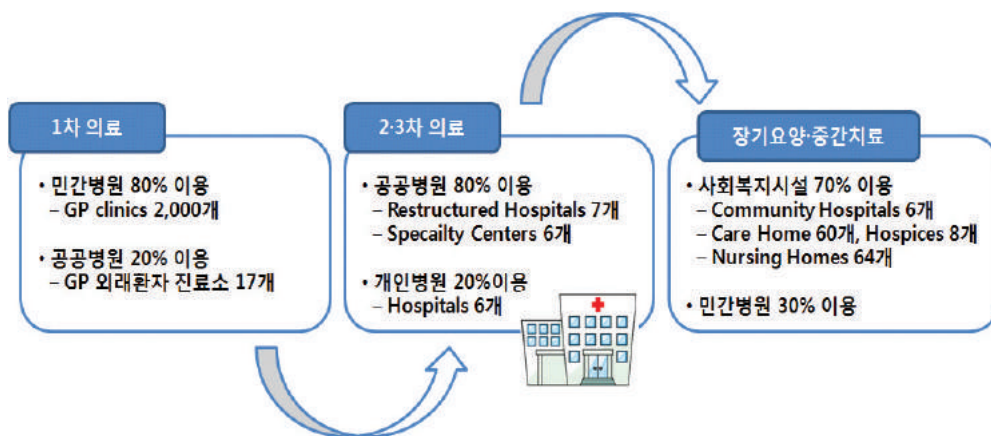 1차 의료
• 민간병원 80% 이용
– GP clinics 2,000개
• 공공병원 20% 이용
– GP 외래환자 진료소 17개
2·3차 의료
• 공공병원 80% 이용
– Restructured Hospitals 7개
– Specailty Centers 6개
• 개인병원 20%이용
– Hospitals 6개
장기요양·중간치료
• 사회복지시설 70% 이용
– Community Hospitals 6개
– Care Home 60개, Hospices 8개
– Nursing Homes 64개
• 민간병원 30% 이용